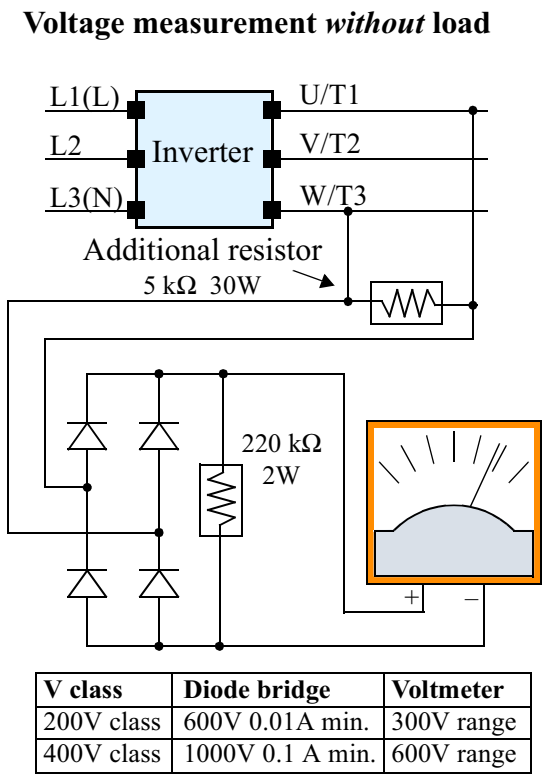 Voltage measurement without load
L1(L)
U/T1
L2
Inverter
V/T2
L3(N)
W/T3
Additional resistor
5 kΩ 30W
220 kΩ
2W
+
–
V class Diode bridge Voltmeter
200V class 600V 0.01A min. 300V range
400V class 1000V 0.1 A min. 600V range